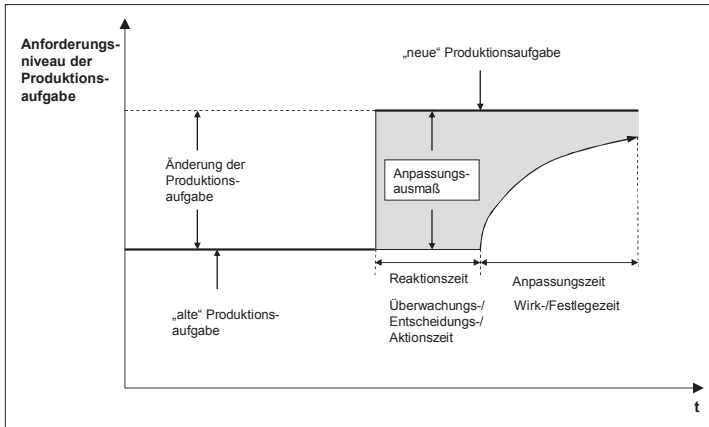 Anforderungs-
niveau der
Produktions-
aufgabe
„neue“ Produktionsaufgabe
Änderung der
Produktions-
aufgabe
Anpassungs-
ausmaß
„alte“ Produktions-
aufgabe
Reaktionszeit
Überwachungs-/
Entscheidungs-/
Aktionszeit
Anpassungszeit
Wirk-/Festlegezeit
t